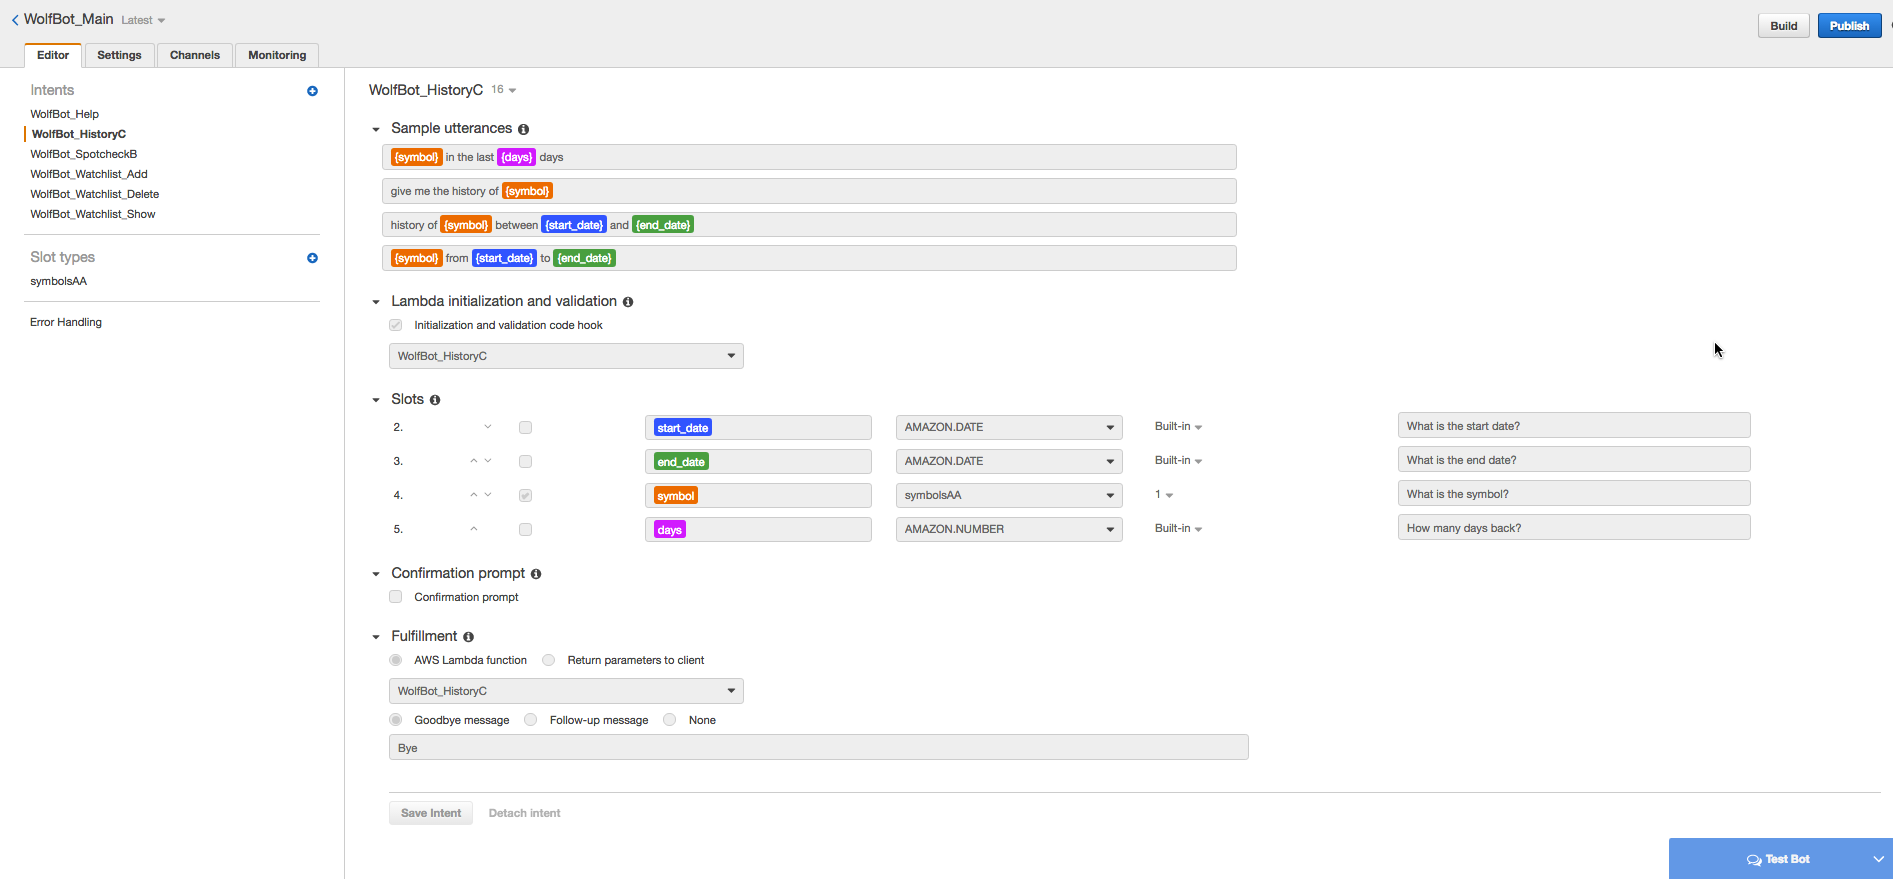 WolfBot_Main Latest
Build Publish
Editor Settings Channels Monitoring
Intents
WolfBot_Help
WolfBot_HistoryC
WolfBot_SpotcheckB
WolfBot_Watchlist_Add
WolfBot_Watchlist_Delete
WolfBot_Watchlist_Show
Slot types
symbolsAA
Error Handling
WolfBot_HistoryC 16
Sample utterances
{symbol} in the last {days} days
give me the history of {symbol}
history of {symbol} between {start_date} and {end_date}
{symbol} from {start_date} to {end_date}
Lambda initialization and validation
Initialization and validation code hook
WolfBot_HistoryC
Slots
2. start_date AMAZON.DATE Built-in What is the start date?
3. end_date AMAZON.DATE Built-in What is the end date?
4. symbol symbolsAA 1 What is the symbol?
5. days AMAZON.NUMBER Built-in How many days back?
Confirmation prompt
Confirmation prompt
Fulfillment
AWS Lambda function Return parameters to client
WolfBot_HistoryC
Goodbye message Follow-up message None
Bye
Save Intent Detach intent
Test Bot